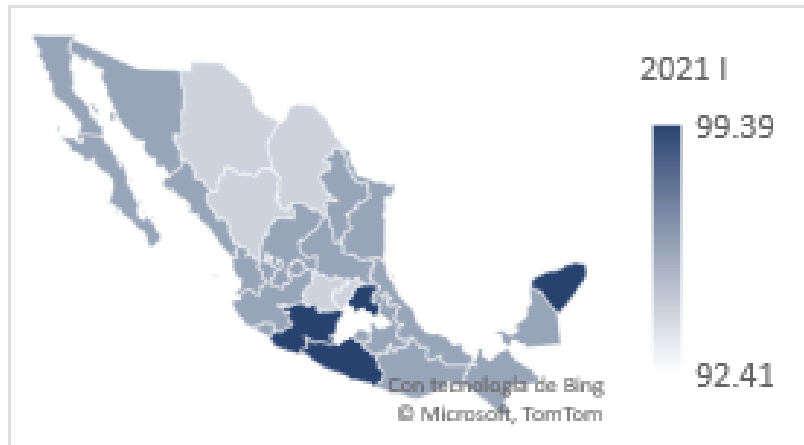 2021 I
99.39
92.41
Con tecnología de Bing
© Microsoft, TomTom